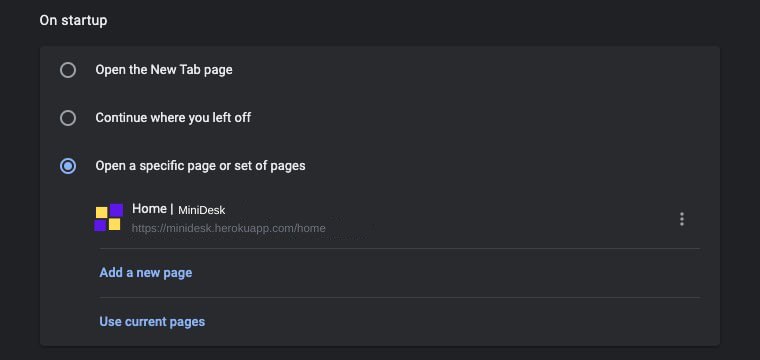 On startup
Open the New Tab page
Continue where you left off
Open a specific page or set of pages
Home | MiniDesk
https://minidesk.herokuapp.com/home
Add a new page
Use current pages